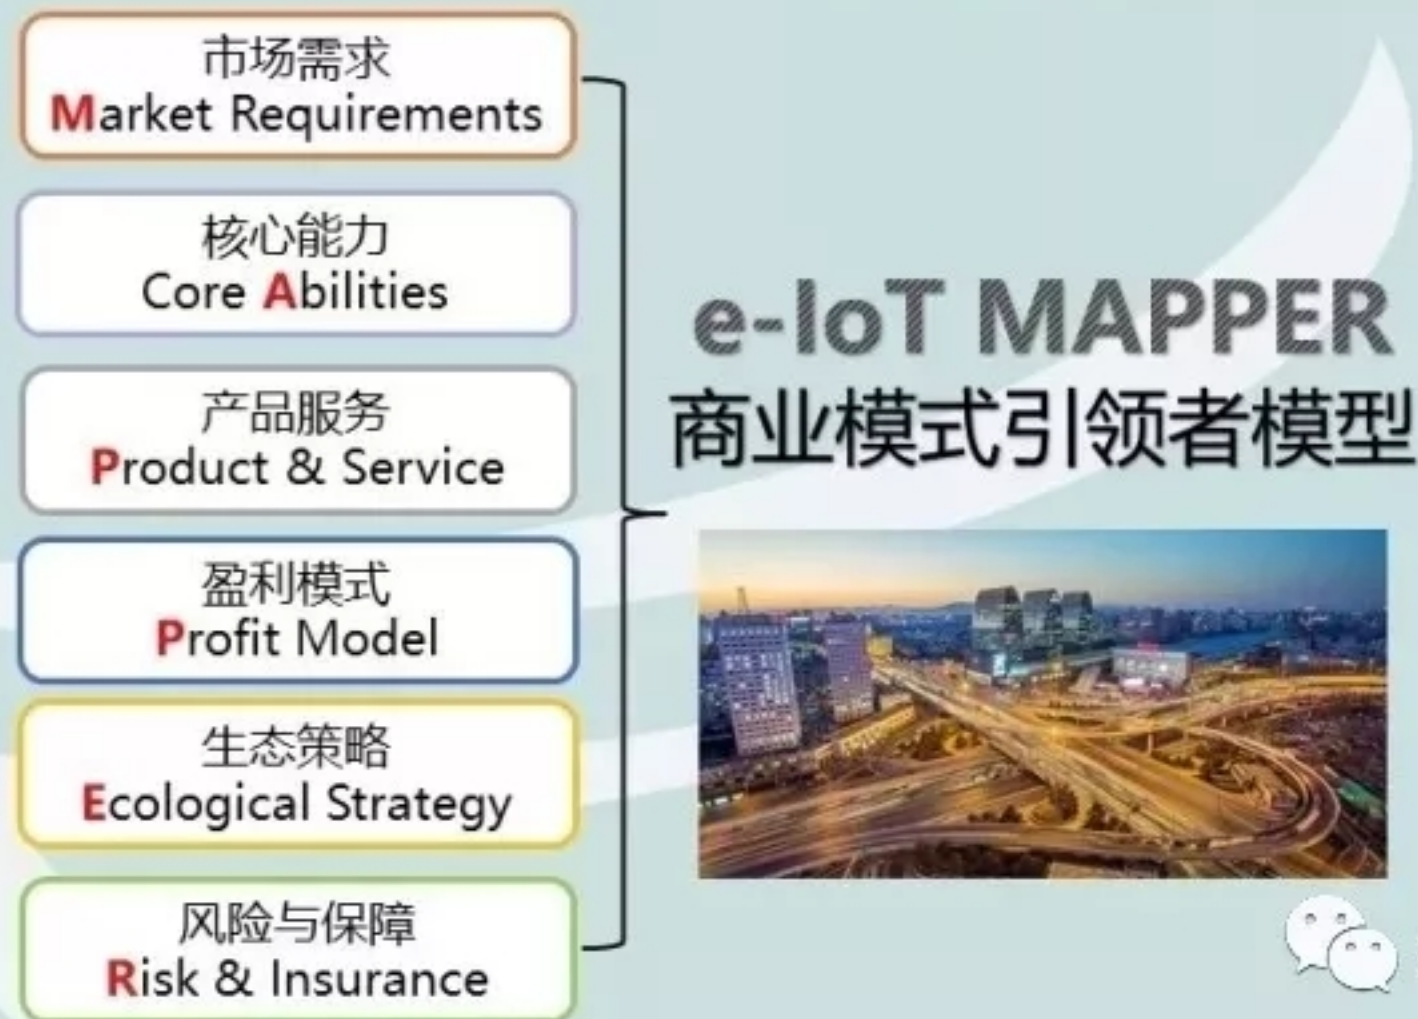 市场需求
Market Requirements
核心能力
Core Abilities
产品服务
Product & Service
盈利模式
Profit Model
生态策略
Ecological Strategy
风险与保障
Risk & Insurance
e-IoT MAPPER
商业模式引领者模型